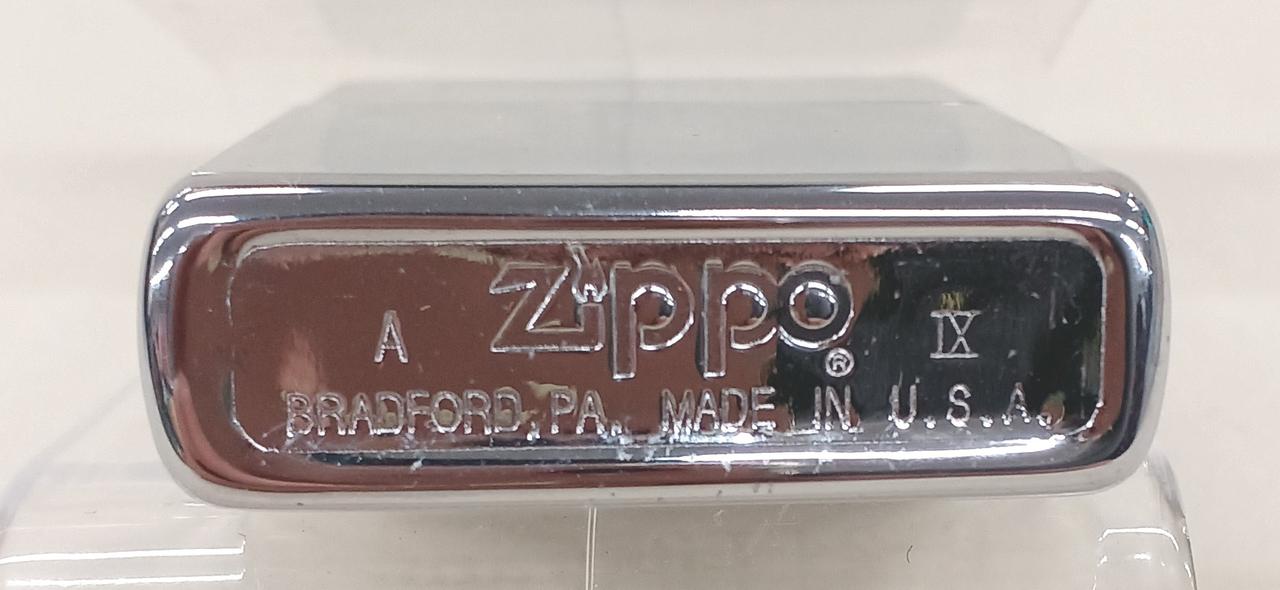 Zippo ®
A IX
BRADFORD, PA. MADE IN U.S.A.